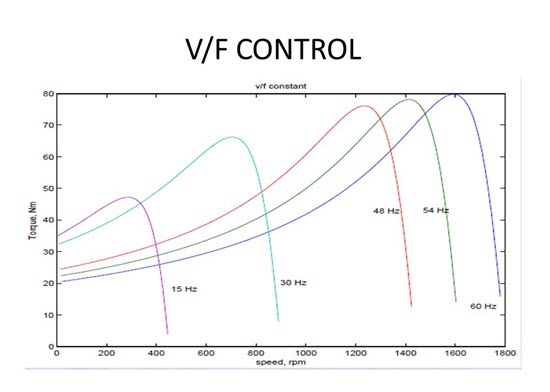 V/F CONTROL
v/f constant
Torque, Nm
80
70
60
50
40
30
20
10
0
48 Hz
54 Hz
15 Hz
30 Hz
60 Hz
0 200 400 600 800 1000 1200 1400 1600 1800
speed, rpm